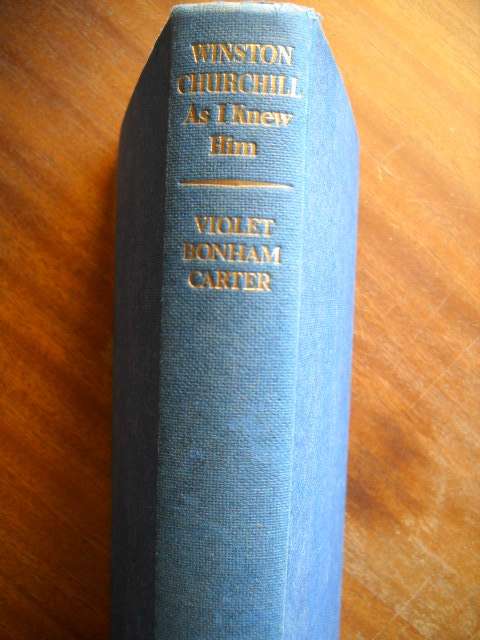 WINSTON
CHURCHILL
As I Knew
Him
VIOLET
BONHAM
CARTER